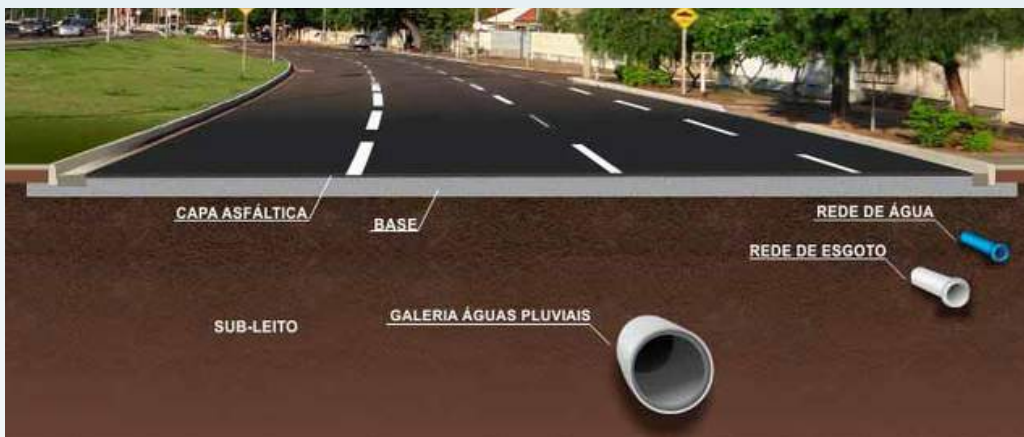 CAPA ASFÁLTICA
BASE
REDE DE ÁGUA
REDE DE ESGOTO
GALERIA ÁGUAS PLUVIAIS
SUB-LEITO